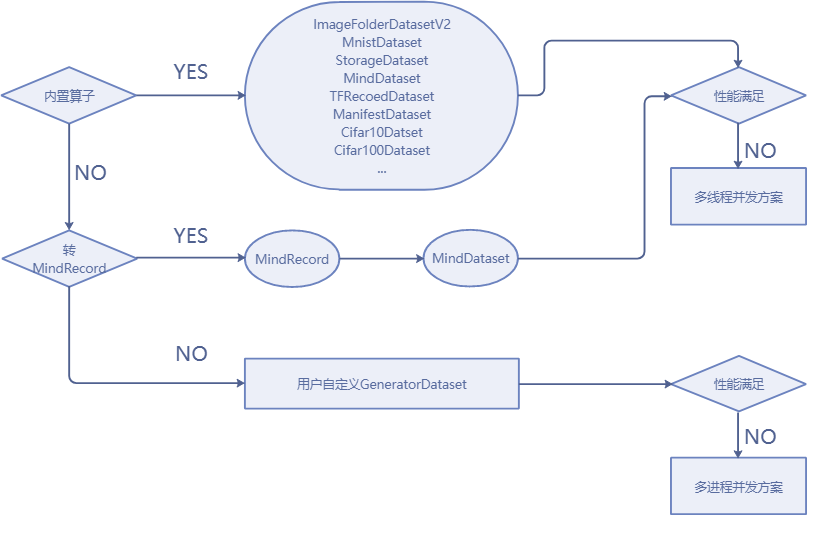 内置算子
YES
ImageFolderDatasetV2
MnistDataset
StorageDataset
MindDataset
TFRecoedDataset
ManifestDataset
Cifar10Datset
Cifar100Dataset
...
性能满足
NO
多线程并发方案
NO
转
MindRecord
YES
MindRecord
MindDataset
NO
用户自定义GeneratorDataset
性能满足
NO
多进程并发方案